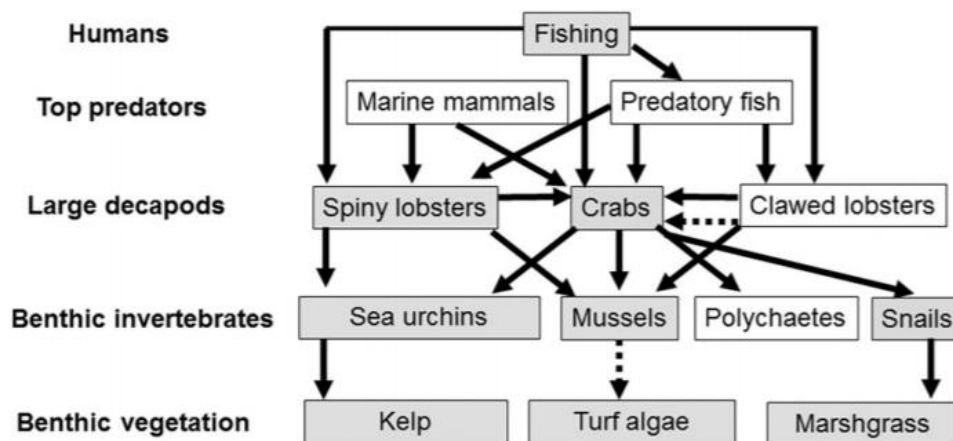 Humans Fishing
Top predators Marine mammals Predatory fish
Large decapods Spiny lobsters Crabs Clawed lobsters
Benthic invertebrates Sea urchins Mussels Polychaetes Snails
Benthic vegetation Kelp Turf algae Marshgrass